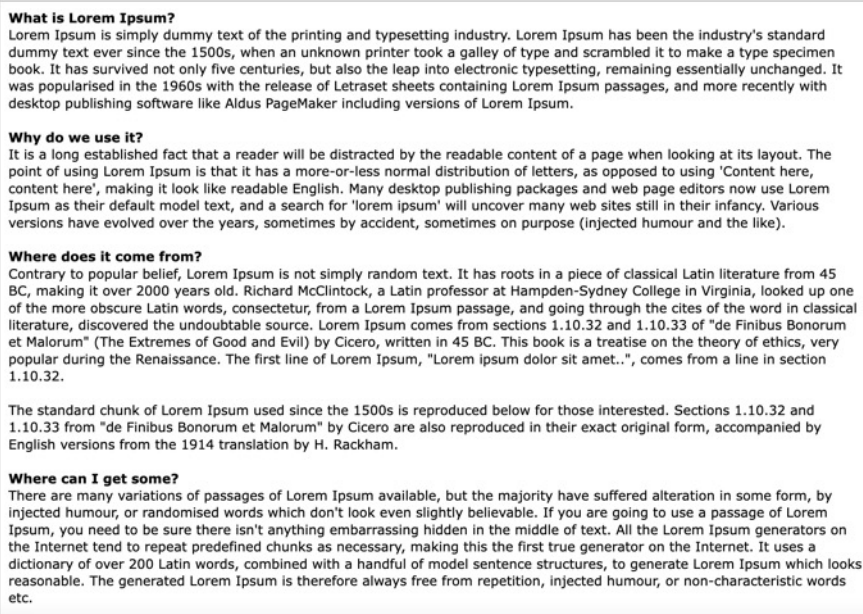 What is Lorem Ipsum?
Lorem Ipsum is simply dummy text of the printing and typesetting industry. Lorem Ipsum has been the industry's standard
dummy text ever since the 1500s, when an unknown printer took a galley of type and scrambled it to make a type specimen
book. It has survived not only five centuries, but also the leap into electronic typesetting, remaining essentially unchanged. It
was popularised in the 1960s with the release of Letraset sheets containing Lorem Ipsum passages, and more recently with
desktop publishing software like Aldus PageMaker including versions of Lorem Ipsum.
Why do we use it?
It is a long established fact that a reader will be distracted by the readable content of a page when looking at its layout. The
point of using Lorem Ipsum is that it has a more-or-less normal distribution of letters, as opposed to using 'Content here,
content here', making it look like readable English. Many desktop publishing packages and web page editors now use Lorem
Ipsum as their default model text, and a search for 'lorem ipsum' will uncover many web sites still in their infancy. Various
versions have evolved over the years, sometimes by accident, sometimes on purpose (injected humour and the like).
Where does it come from?
Contrary to popular belief, Lorem Ipsum is not simply random text. It has roots in a piece of classical Latin literature from 45
BC, making it over 2000 years old. Richard McClintock, a Latin professor at Hampden-Sydney College in Virginia, looked up one
of the more obscure Latin words, consectetur, from a Lorem Ipsum passage, and going through the cites of the word in classical
literature, discovered the undoubtable source. Lorem Ipsum comes from sections 1.10.32 and 1.10.33 of "de Finibus Bonorum
et Malorum" (The Extremes of Good and Evil) by Cicero, written in 45 BC. This book is a treatise on the theory of ethics, very
popular during the Renaissance. The first line of Lorem Ipsum, "Lorem ipsum dolor sit amet..", comes from a line in section
1.10.32.
The standard chunk of Lorem Ipsum used since the 1500s is reproduced below for those interested. Sections 1.10.32 and
1.10.33 from "de Finibus Bonorum et Malorum" by Cicero are also reproduced in their exact original form, accompanied by
English versions from the 1914 translation by H. Rackham.
Where can I get some?
There are many variations of passages of Lorem Ipsum available, but the majority have suffered alteration in some form, by
injected humour, or randomised words which don't look even slightly believable. If you are going to use a passage of Lorem
Ipsum, you need to be sure there isn't anything embarrassing hidden in the middle of text. All the Lorem Ipsum generators on
the Internet tend to repeat predefined chunks as necessary, making this the first true generator on the Internet. It uses a
dictionary of over 200 Latin words, combined with a handful of model sentence structures, to generate Lorem Ipsum which looks
reasonable. The generated Lorem Ipsum is therefore always free from repetition, injected humour, or non-characteristic words
etc.